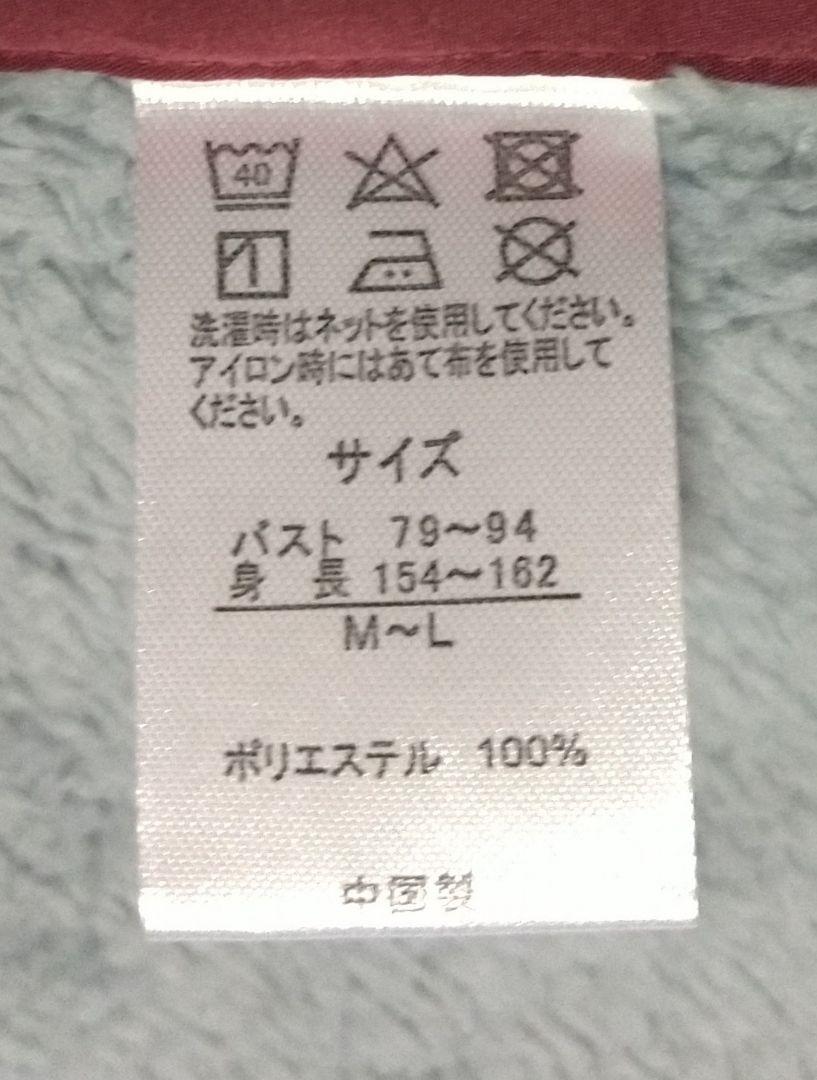 40
洗濯時はネットを使用してください。
アイロン時にはあて布を使用して
ください。
サイズ
バスト 79〜94
身 長 154〜162
M〜L
ポリエステル 100%
中国製